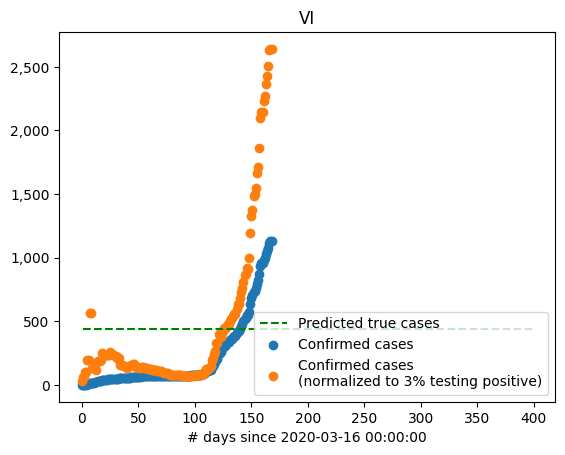 VI
2,500
2,000
1,500
1,000
500
0
Predicted true cases
Confirmed cases
Confirmed cases
(normalized to 3% testing positive)
0 50 100 150 200 250 300 350 400
# days since 2020-03-16 00:00:00